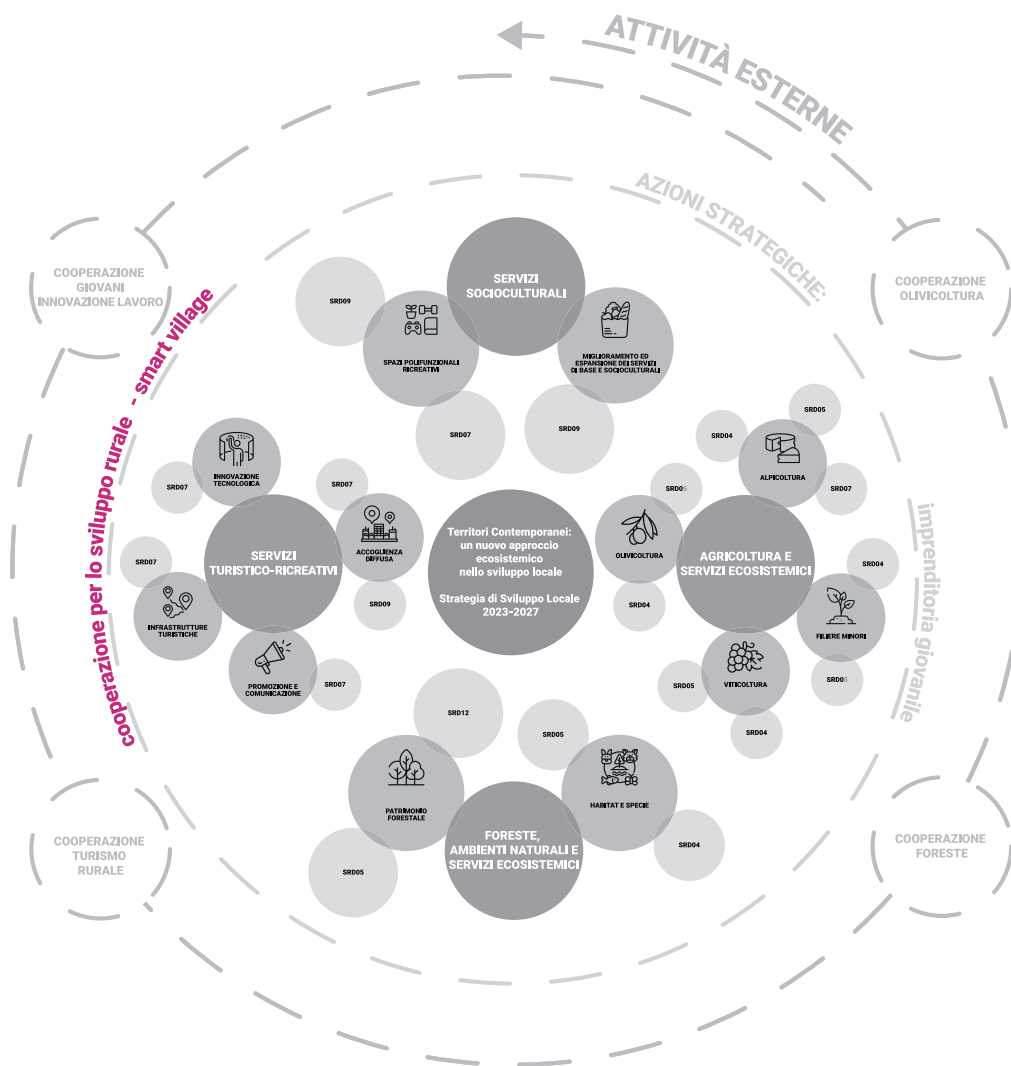 ATTIVITÀ ESTERNE
AZIONI STRATEGICHE:
imprenditoria giovanile
cooperazione per lo sviluppo rurale - smart village
COOPERAZIONE
GIOVANI
INNOVAZIONE LAVORO
COOPERAZIONE
OLIVICOLTURA
SERVIZI
SOCIOCULTURALI
SRD09
SPAZI POLIFUNZIONALI
RICREATIVI
MIGLIORAMENTO ED
ESPANSIONE DEI SERVIZI
DI BASE E SOCIOCULTURALI
SRD07
SRD09
SRD05
SRD04
ALPICOLTURA
SRD07
INNOVAZIONE
TECNOLOGICA
SRD07
SRD07
ACCOGLIENZA
DIFFUSA
SRD09
SERVIZI
TURISTICO-RICREATIVI
SRD07
INFRASTRUTTURE
TURISTICHE
PROMOZIONE E
COMUNICAZIONE
SRD07
Territori Contemporanei:
un nuovo approccio
ecosistemico
nello sviluppo locale
Strategia di Sviluppo Locale
2023-2027
SRD05
OLIVICOLTURA
SRD04
AGRICOLTURA E
SERVIZI ECOSISTEMICI
SRD04
FILIERE MINORI
SRD05
SRD05
VITICOLTURA
SRD04
SRD12
PATRIMONIO
FORESTALE
SRD05
SRD05
HABITAT E SPECIE
SRD04
FORESTE,
AMBIENTI NATURALI E
SERVIZI ECOSISTEMICI
COOPERAZIONE
TURISMO
RURALE
COOPERAZIONE
FORESTE